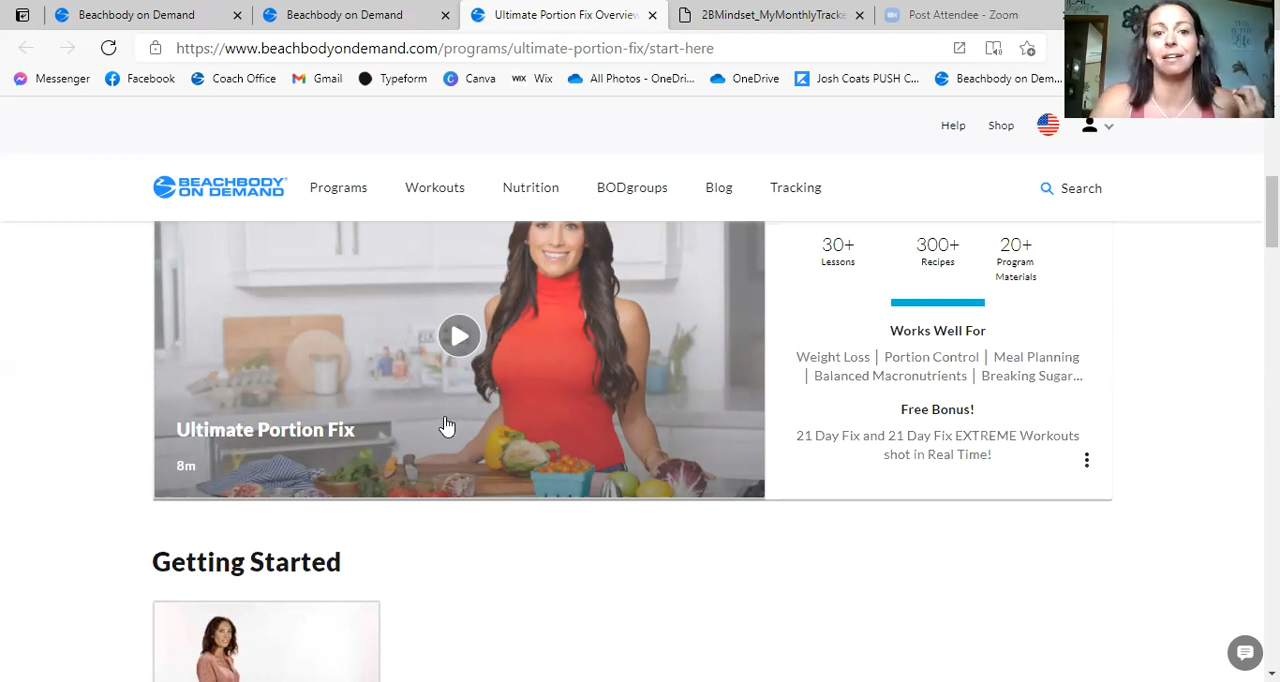 Beachbody on Demand
Beachbody on Demand
Ultimate Portion Fix Overview
2BMindset_MyMonthlyTracke
Post Attendee - Zoom
https://www.beachbodyondemand.com/programs/ultimate-portion-fix/start-here
Messenger
Facebook
Coach Office
Gmail
Typeform
Canva
WIX Wix
All Photos - OneDri...
OneDrive
Josh Coats PUSH C...
Beachbody on Dem...
Help
Shop
BEACHBODY
ON DEMAND
Programs
Workouts
Nutrition
BODgroups
Blog
Tracking
Search
30+
Lessons
300+
Recipes
20+
Program
Materials
Works Well For
Weight Loss | Portion Control | Meal Planning
| Balanced Macronutrients | Breaking Sugar...
Free Bonus!
21 Day Fix and 21 Day Fix EXTREME Workouts
shot in Real Time!
Ultimate Portion Fix
8m
Getting Started